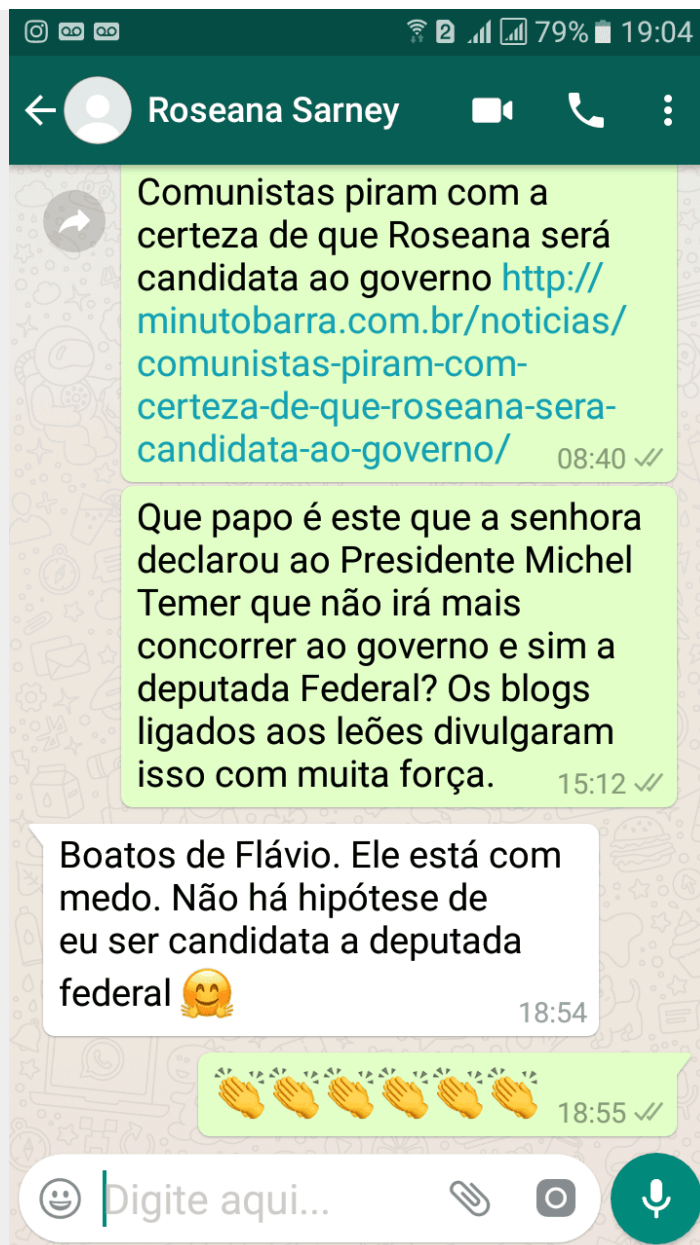 2 79% 19:04
Roseana Sarney
Comunistas piram com a
certeza de que Roseana será
candidata ao governo http://
minutobarra.com.br/noticias/
comunistas-piram-com-
certeza-de-que-roseana-sera-
candidata-ao-governo/ 08:40
Que papo é este que a senhora
declarou ao Presidente Michel
Temer que não irá mais
concorrer ao governo e sim a
deputada Federal? Os blogs
ligados aos leões divulgaram
isso com muita força. 15:12
Boatos de Flávio. Ele está com
medo. Não há hipótese de
eu ser candidata a deputada
federal 🤗 18:54
👏👏👏👏👏👏 18:55
Digite aqui...